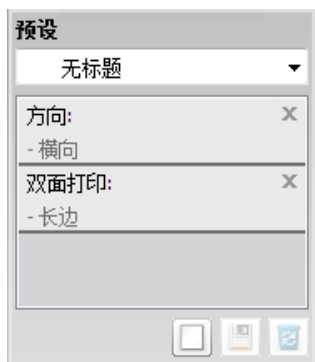 预设
无标题
方向:
- 横向
双面打印:
- 长边